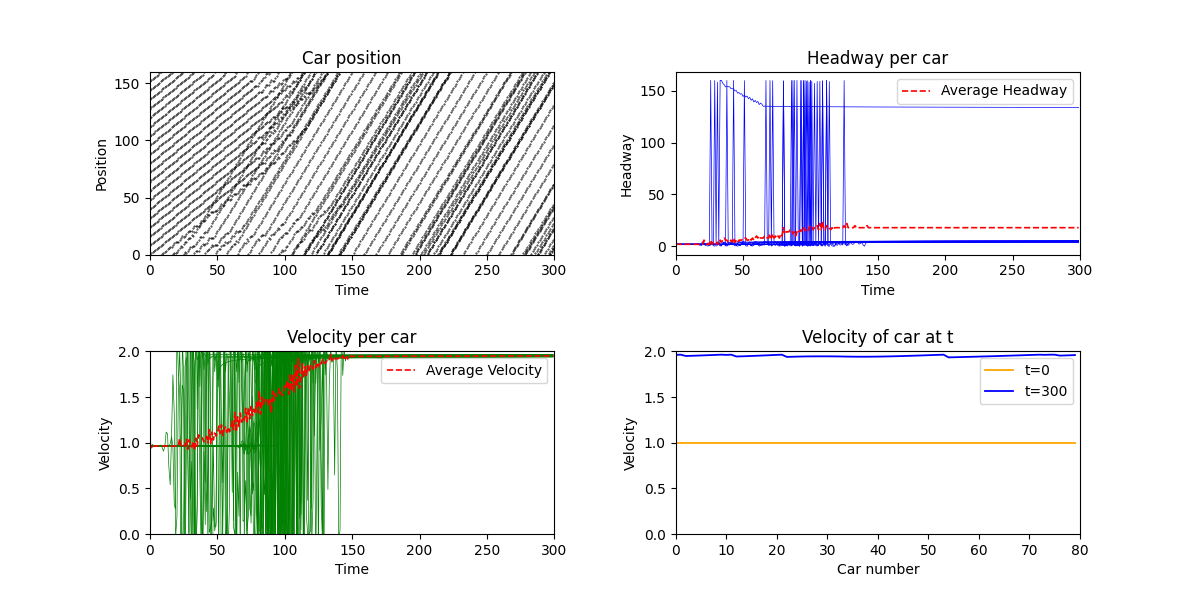 Car position
Position
150
100
50
0
0 50 100 150 200 250 300
Time
Headway per car
Headway
150
100
50
0
Average Headway
0 50 100 150 200 250 300
Time
Velocity per car
Velocity
2.0
1.5
1.0
0.5
0.0
Average Velocity
0 50 100 150 200 250 300
Time
Velocity of car at t
Velocity
2.0
1.5
1.0
0.5
0.0
t=0
t=300
0 10 20 30 40 50 60 70 80
Car number